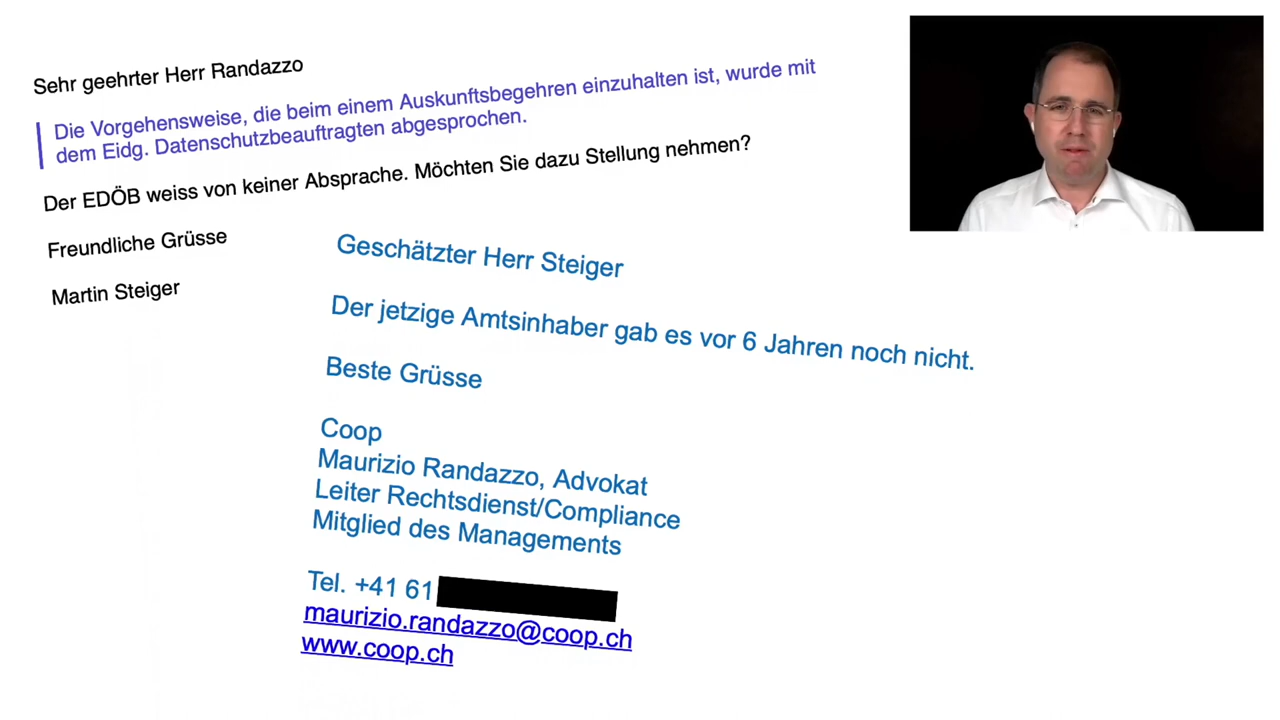 Sehr geehrter Herr Randazzo
Die Vorgehensweise, die beim einem Auskunftsbegehren einzuhalten ist, wurde mit
dem Eidg. Datenschutzbeauftragten abgesprochen.
Der EDÖB weiss von keiner Absprache. Möchten Sie dazu Stellung nehmen?
Freundliche Grüsse
Martin Steiger
Geschätzter Herr Steiger
Der jetzige Amtsinhaber gab es vor 6 Jahren noch nicht.
Beste Grüsse
Coop
Maurizio Randazzo, Advokat
Leiter Rechtsdienst/Compliance
Mitglied des Managements
Tel. +41 61
maurizio.randazzo@coop.ch
www.coop.ch